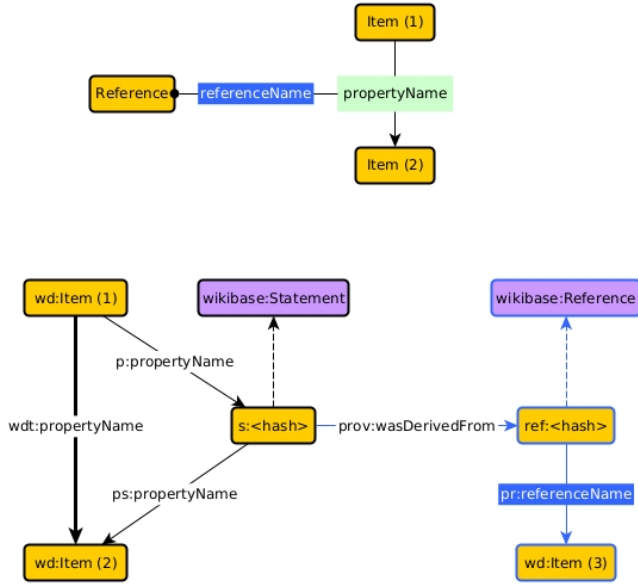 Item (1)
Reference
referenceName
propertyName
Item (2)
wd:Item (1)
wikibase:Statement
wikibase:Reference
p:propertyName
wdt:propertyName
s:<hash>
prov:wasDerivedFrom
ref:<hash>
ps:propertyName
pr:referenceName
wd:Item (2)
wd:Item (3)